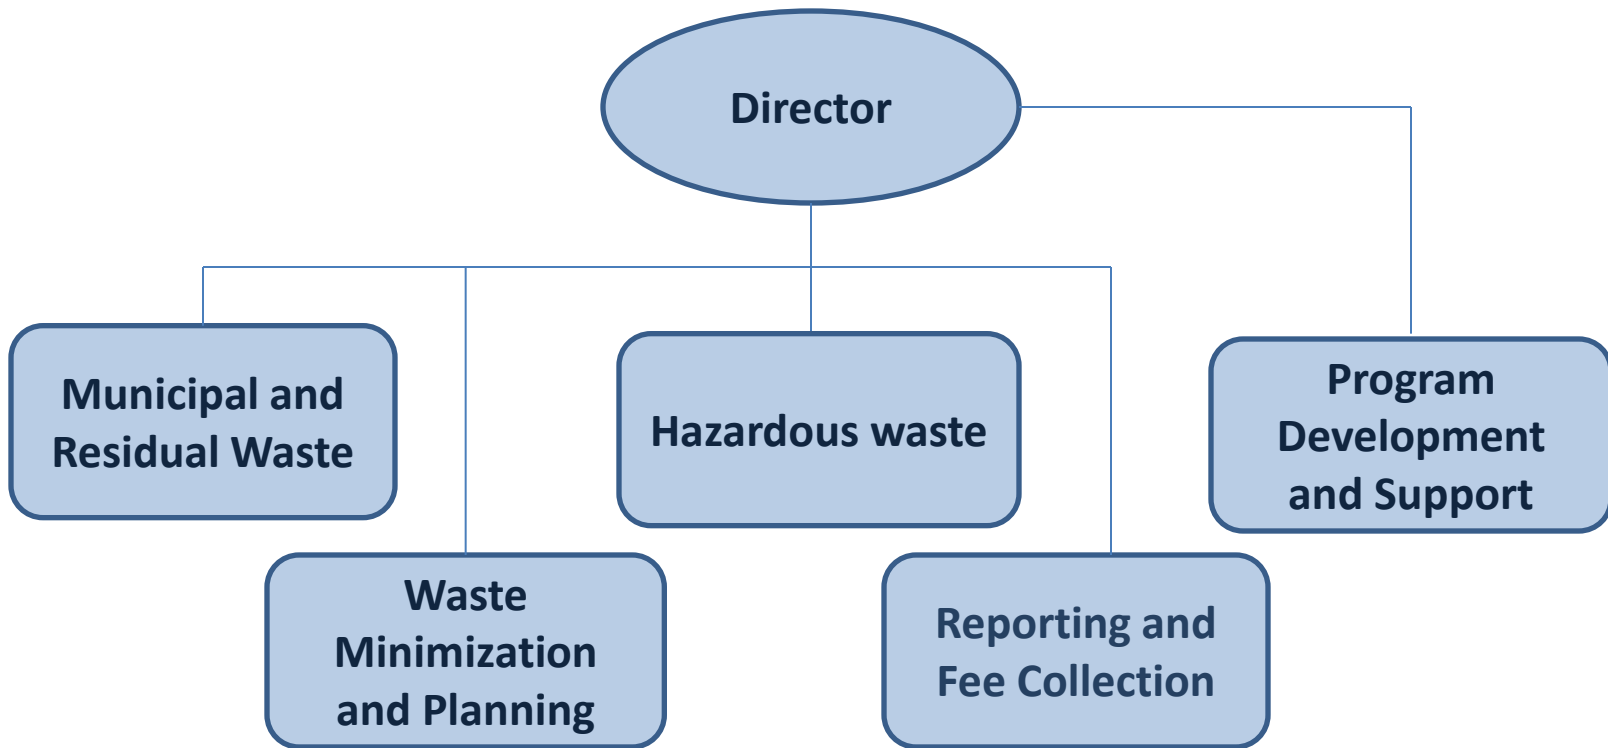 Director
Municipal and
Residual Waste
Hazardous waste
Program
Development
and Support
Waste
Minimization
and Planning
Reporting and
Fee Collection